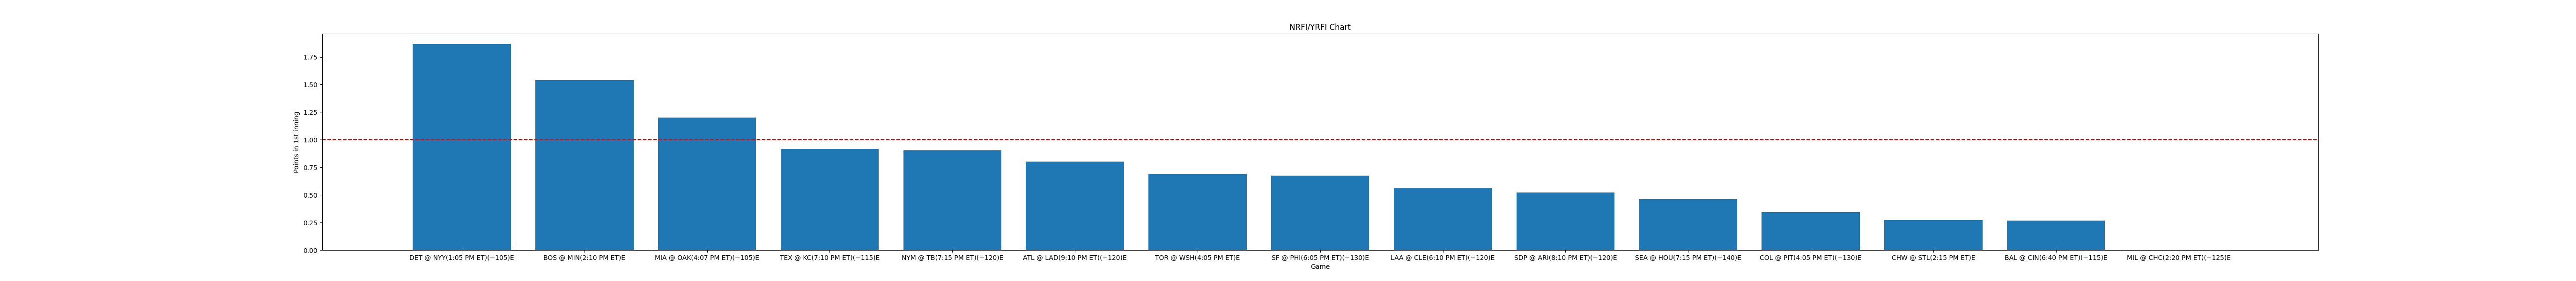 NRFI/YRFI Chart
Points in 1st inning
1.75
1.50
1.25
1.00
0.75
0.50
0.25
0.00
DET @ NYY(1:05 PM ET)(−105)E
BOS @ MIN(2:10 PM ET)E
MIA @ OAK(4:07 PM ET)(−105)E
TEX @ KC(7:10 PM ET)(−115)E
NYM @ TB(7:15 PM ET)(−120)E
ATL @ LAD(9:10 PM ET)(−120)E
TOR @ WSH(4:05 PM ET)E
SF @ PHI(6:05 PM ET)(−130)E
LAA @ CLE(6:10 PM ET)(−120)E
SDP @ ARI(8:10 PM ET)(−120)E
SEA @ HOU(7:15 PM ET)(−140)E
COL @ PIT(4:05 PM ET)(−130)E
CHW @ STL(2:15 PM ET)E
BAL @ CIN(6:40 PM ET)(−115)E
MIL @ CHC(2:20 PM ET)(−125)E
Game